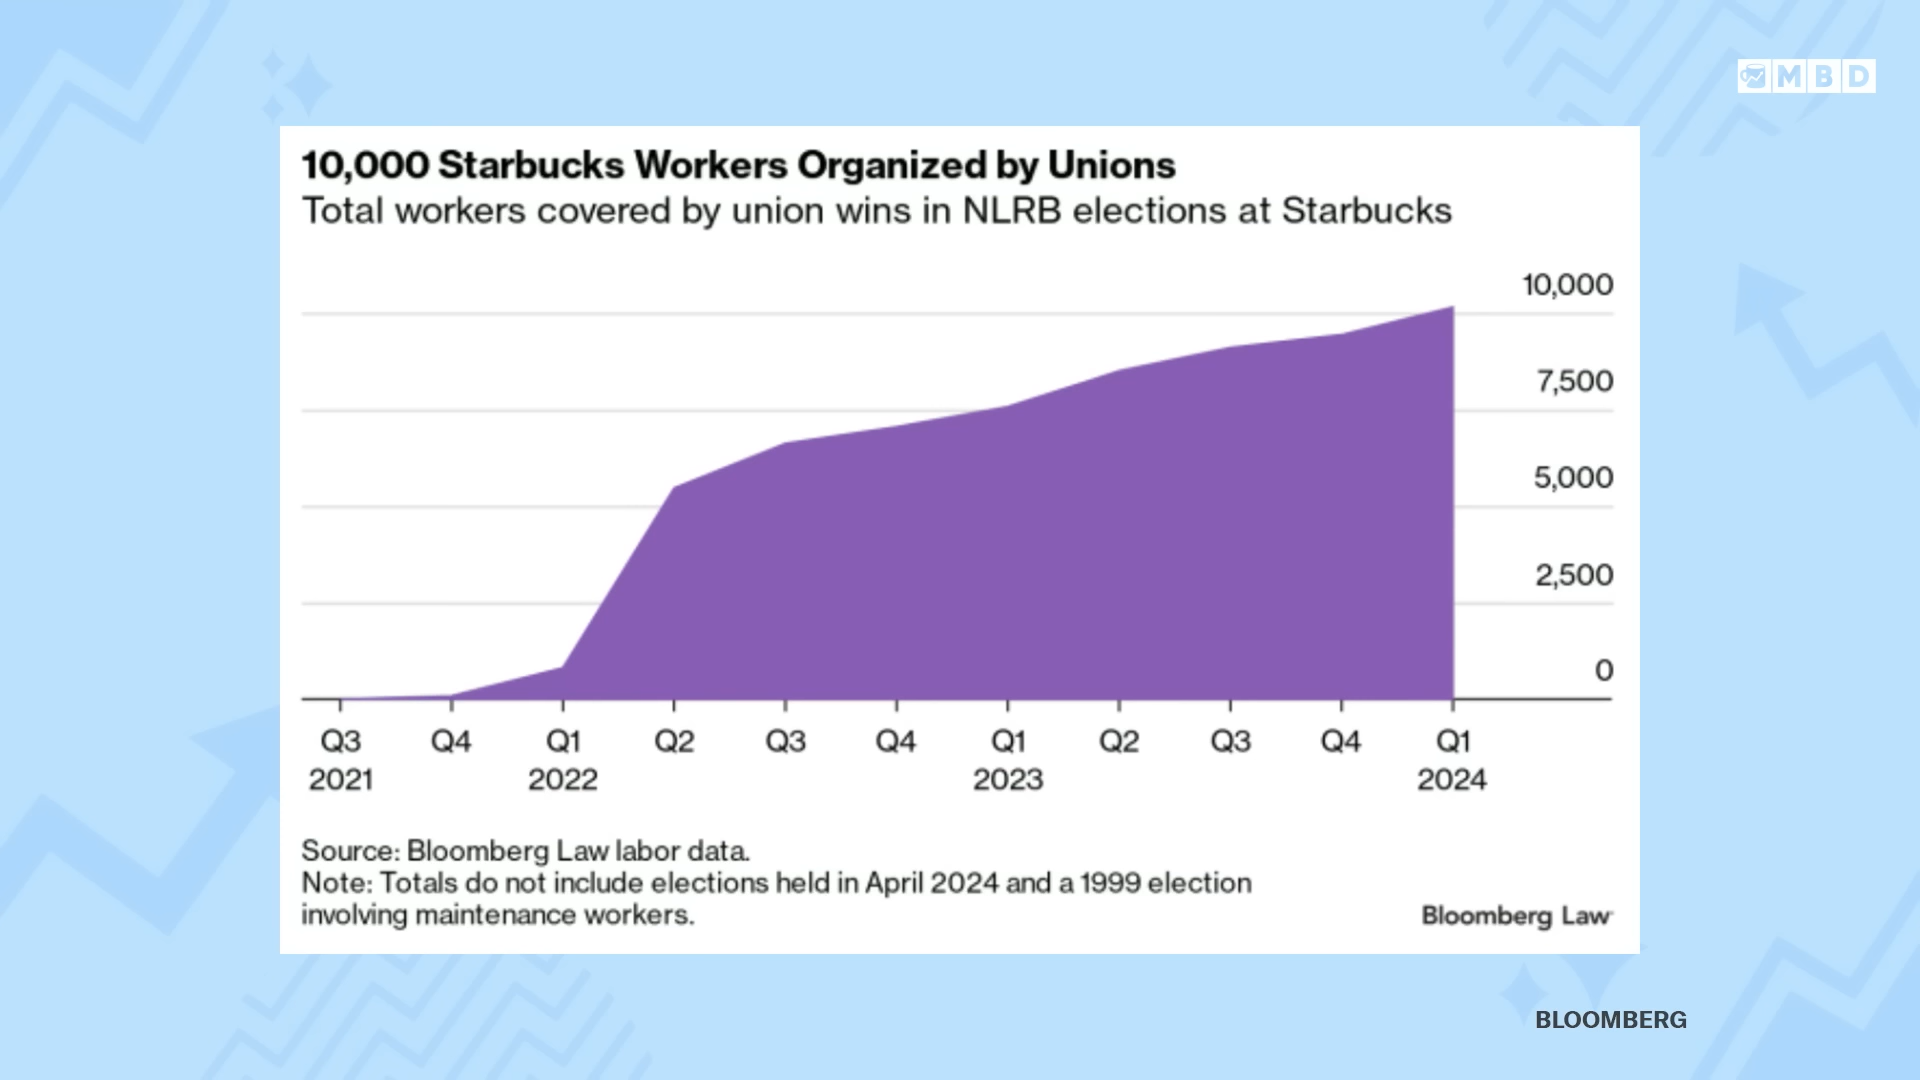 MBD
10,000 Starbucks Workers Organized by Unions
Total workers covered by union wins in NLRB elections at Starbucks
10,000
7,500
5,000
2,500
0
Q3 Q4 Q1 Q2 Q3 Q4 Q1 Q2 Q3 Q4 Q1
2021 2022 2023 2024
Source: Bloomberg Law labor data.
Note: Totals do not include elections held in April 2024 and a 1999 election
involving maintenance workers.
Bloomberg Law
BLOOMBERG